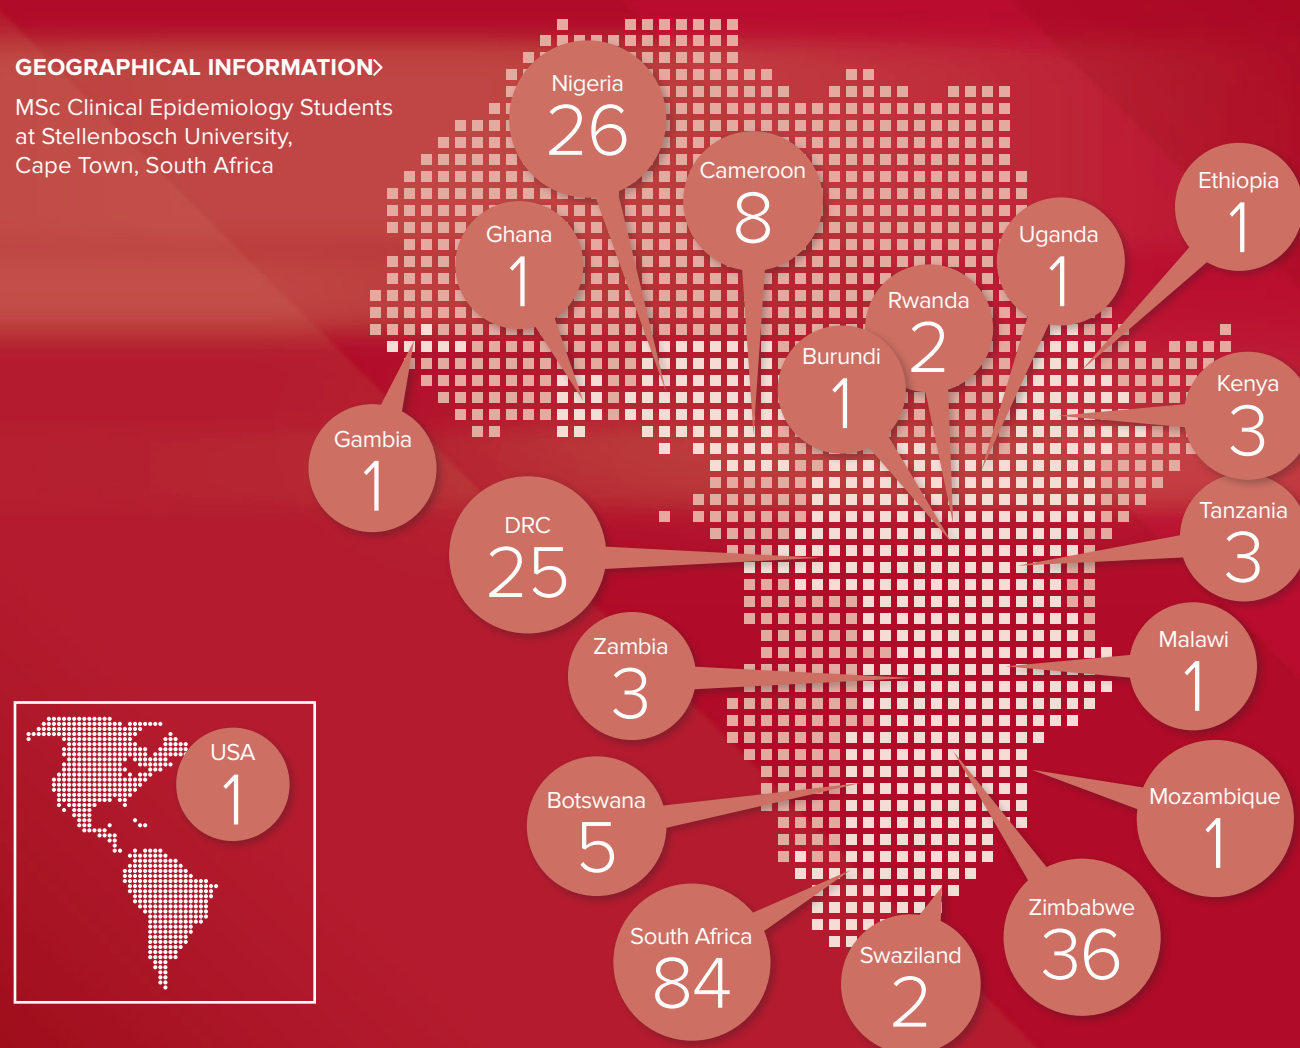 GEOGRAPHICAL INFORMATION>
MSc Clinical Epidemiology Students
at Stellenbosch University,
Cape Town, South Africa
Nigeria
26
Cameroon
8
Ethiopia
1
Ghana
1
Uganda
1
Rwanda
2
Burundi
1
Kenya
3
Gambia
1
DRC
25
Tanzania
3
Zambia
3
Malawi
1
USA
1
Botswana
5
Mozambique
1
South Africa
84
Swaziland
2
Zimbabwe
36